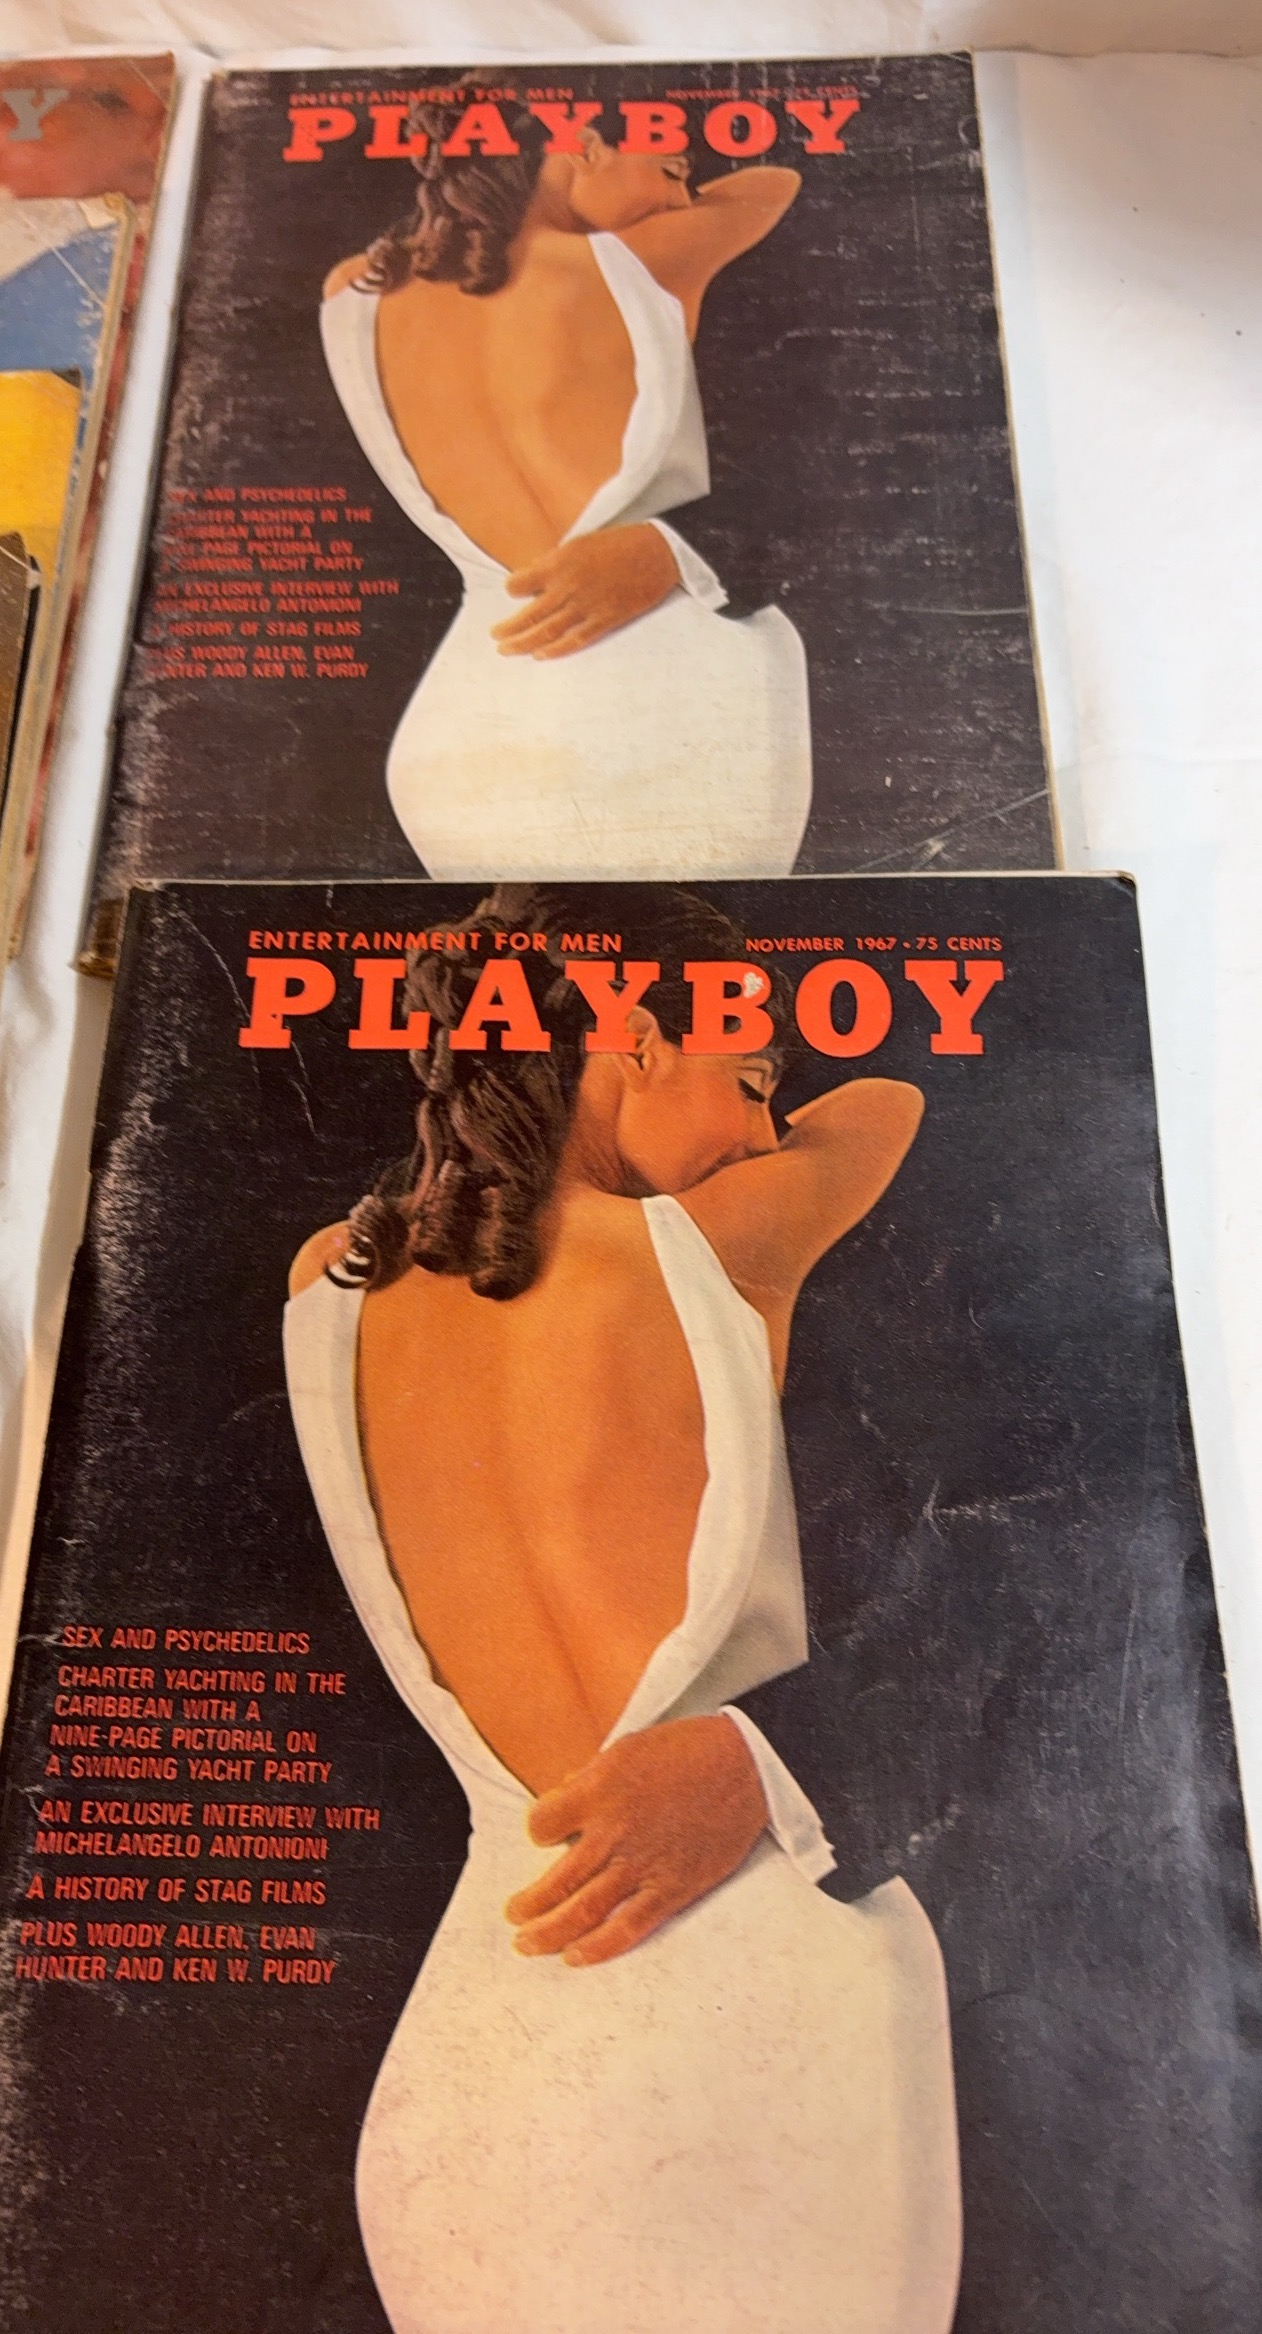 Y
ENTERTAINMENT FOR MEN
NOVEMBER 1967 • 75 CENTS
PLAYBOY
SEX AND PSYCHEDELICS
CHARTER YACHTING IN THE
CARIBBEAN WITH A
PAGE PICTORIAL ON
A SWINGING YACHT PARTY
AN EXCLUSIVE INTERVIEW WITH
MICHELANGELO ANTONIONI
HISTORY OF STAG FILMS
PLUS WOODY ALLEN, EVAN
HUNTER AND KEN W. PURDY
ENTERTAINMENT FOR MEN
NOVEMBER 1967 • 75 CENTS
PLAYBOY
SEX AND PSYCHEDELICS
CHARTER YACHTING IN THE
CARIBBEAN WITH A
NINE-PAGE PICTORIAL ON
A SWINGING YACHT PARTY
AN EXCLUSIVE INTERVIEW WITH
MICHELANGELO ANTONIONI
A HISTORY OF STAG FILMS
PLUS WOODY ALLEN, EVAN
HUNTER AND KEN W. PURDY